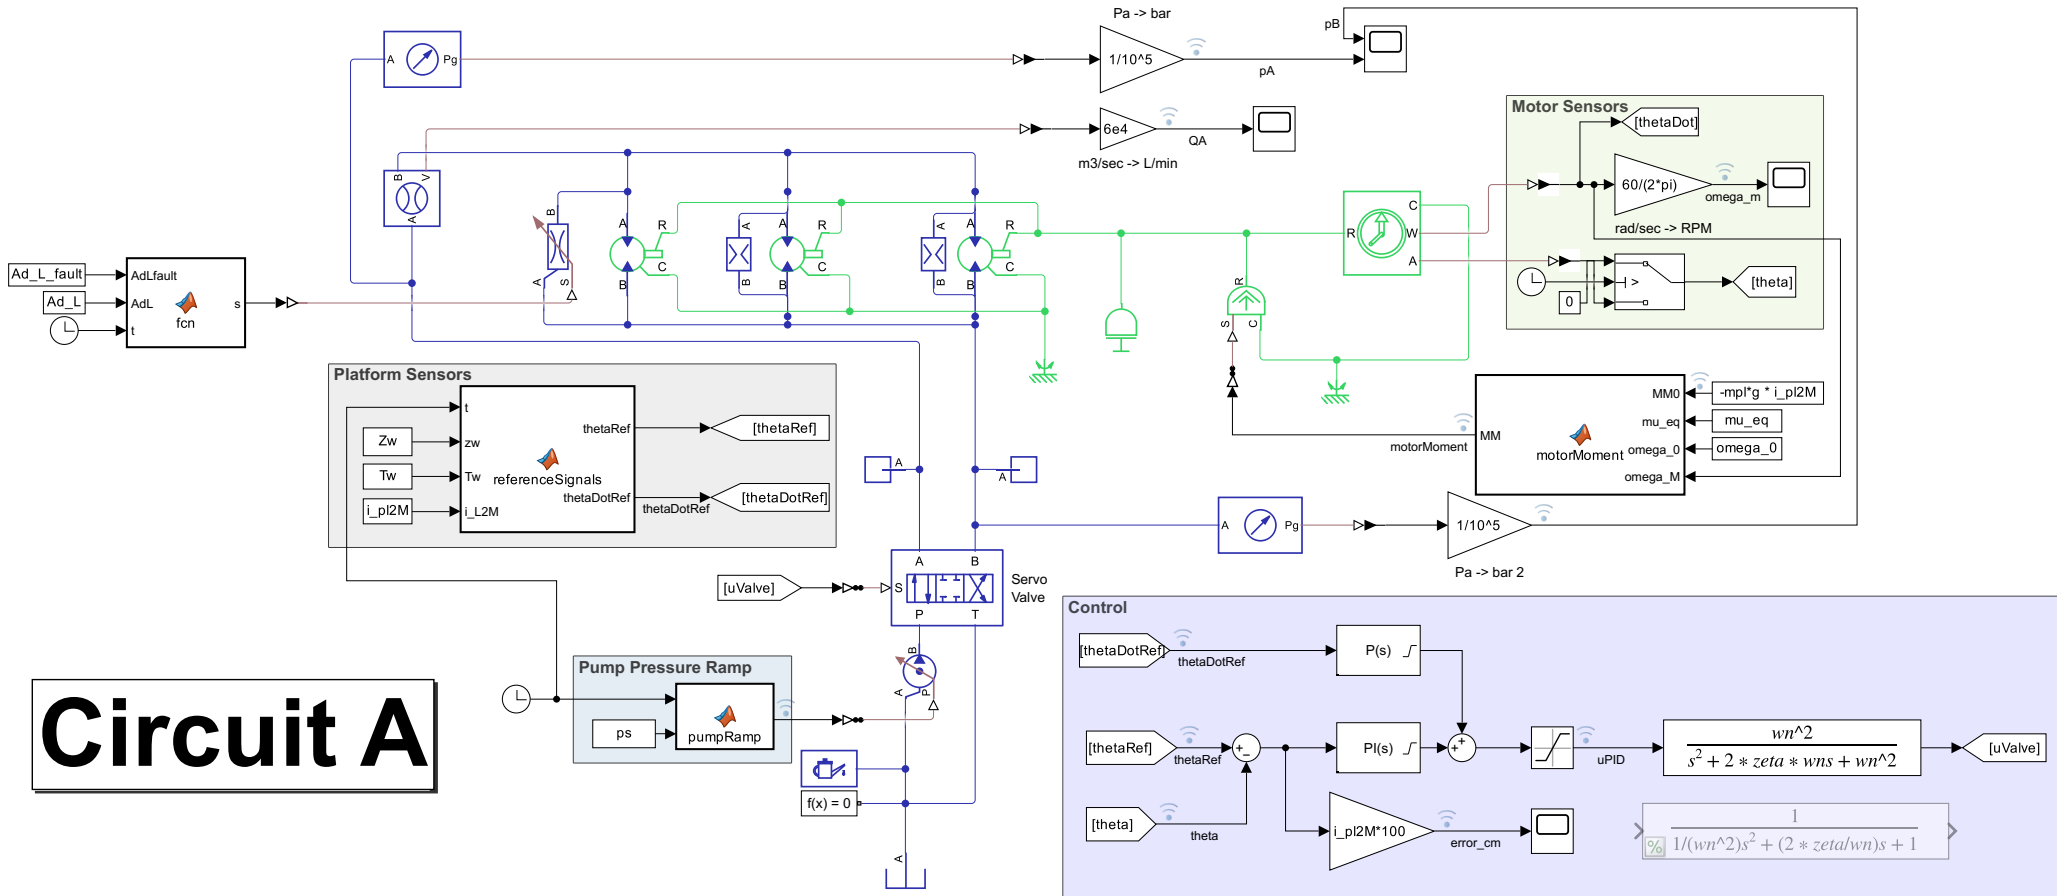 Pa -> bar
pB
A
Pg
1/10^5
pA
Motor Sensors
[thetaDot]
6e4
QA
m3/sec -> L/min
B
V
A
60/(2*pi)
omega_m
rad/sec -> RPM
C
R
W
A
B
A
R
C
B
A
S
A
B
A
R
C
B
A
B
A
R
C
B
0
>
[theta]
Ad_L_fault
Ad_L
AdLfault
AdL
t
s
fcn
R
S
C
Platform Sensors
t
Zw
zw
Tw
Tw
i_pl2M
i_L2M
referenceSignals
thetaRef
[thetaRef]
thetaDotRef
thetaDotRef
[thetaDotRef]
MM0
-mpl*g * i_pl2M
mu_eq
mu_eq
omega_0
omega_0
omega_M
MM
motorMoment
motorMoment
A
A
A
Pg
1/10^5
Pa -> bar 2
[uValve]
S
A
B
P
T
Servo
Valve
Circuit A
Pump Pressure Ramp
ps
pumpRamp
B
A
P
f(x) = 0
A
Control
[thetaDotRef]
thetaDotRef
P(s)
[thetaRef]
thetaRef
PI(s)
uPID
wn^2
s^2 + 2 * zeta * wns + wn^2
[uValve]
[theta]
theta
i_pl2M*100
error_cm
1
1/(wn^2)s^2 + (2 * zeta/wn)s + 1
%